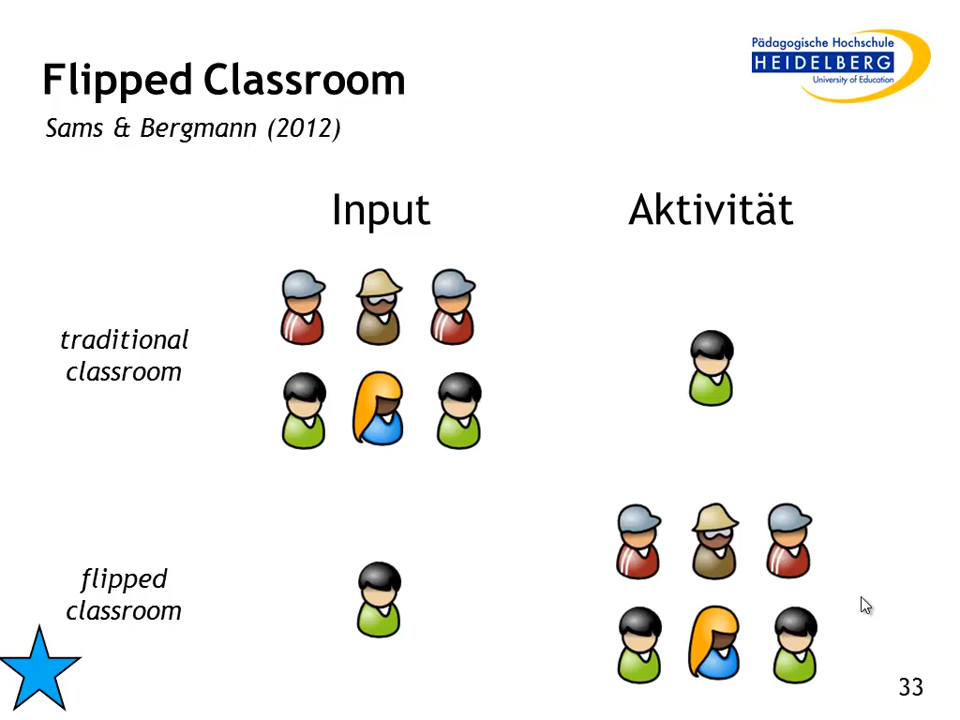 Flipped Classroom
Sams & Bergmann (2012)
Pädagogische Hochschule
HEIDELBERG
University of Education
Input
Aktivität
traditional
classroom
flipped
classroom
33